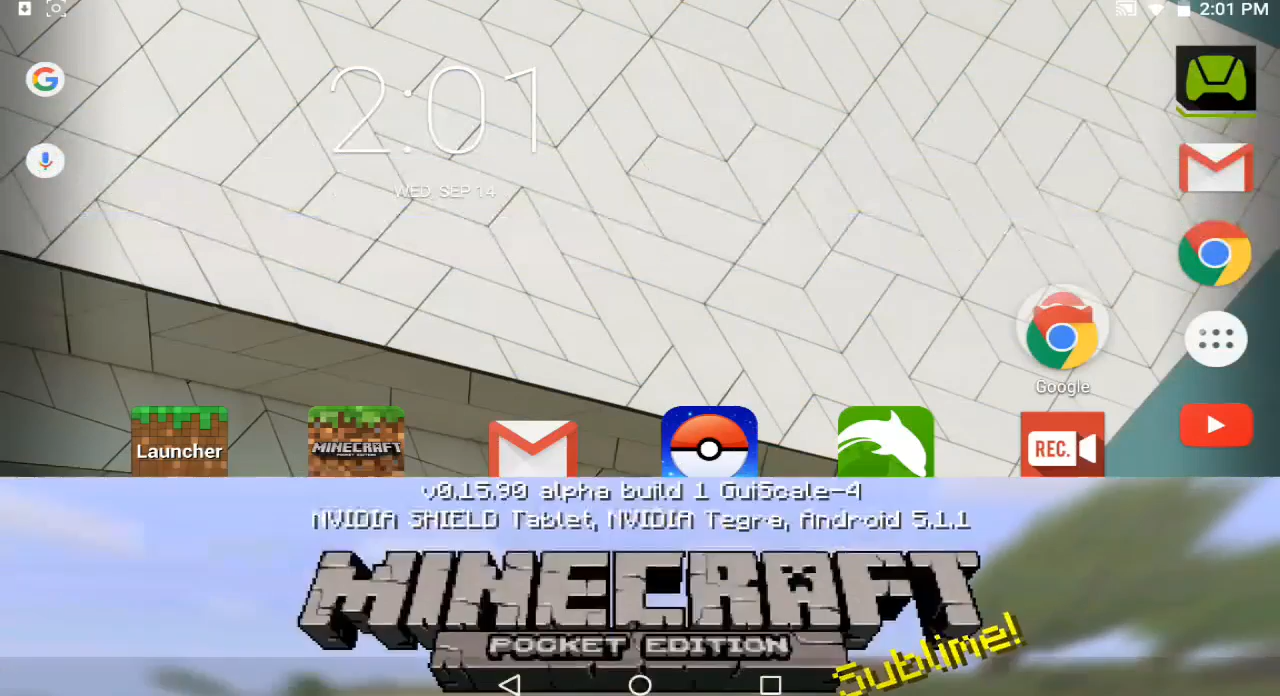 2:01 PM
2:01
WED, SEP 14
Google
Launcher
MINECRAFT
POCKET EDITION
REC.
v0.15.90 alpha build 1 GuiScale-4
NVIDIA SHIELD Tablet, NVIDIA Tegra, Android 5.1.1
MINECRAFT
POCKET EDITION
Sublime!